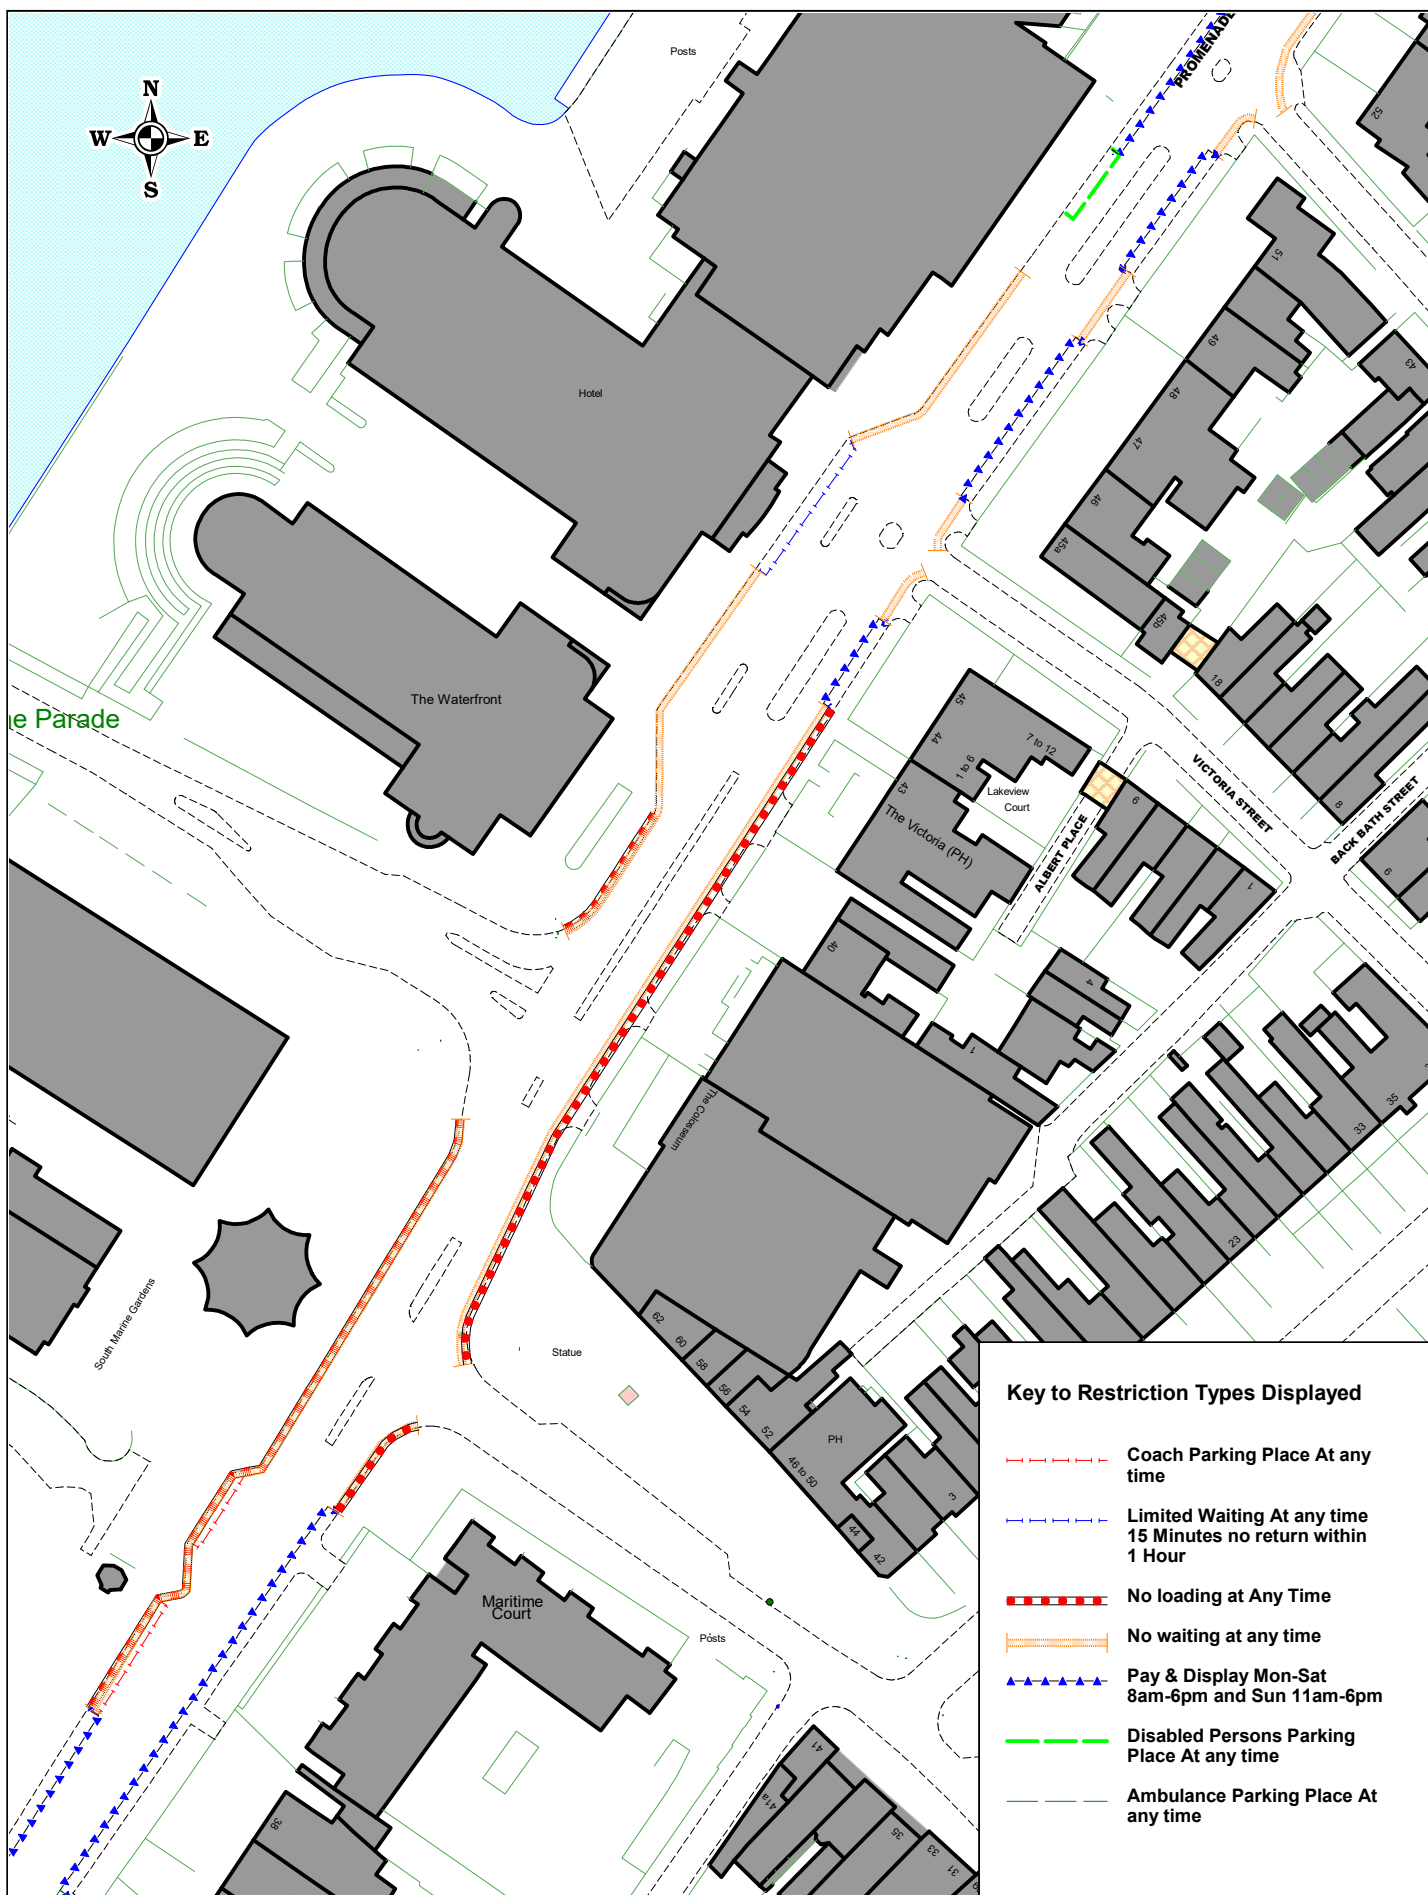 Posts
PROMENADE
N
W
E
S
52
51
49
43
48
47
Hotel
46
45a
45b
18
The Waterfront
ne Parade
45
44
7 to 12
1 to 6
43
Lakeview
Court
The Victoria (PH)
VICTORIA STREET
8
BACK BATH STREET
ALBERT PLACE
6
1
9
40
4
1
The Colosseum
35
33
23
South Marine Gardens
Statue
62
60
58
56
54
52
46 to 50
PH
44
42
3
Maritime
Court
Posts
41
41a
38
35
33
31
Key to Restriction Types Displayed
Coach Parking Place At any
time
Limited Waiting At any time
15 Minutes no return within
1 Hour
No loading at Any Time
No waiting at any time
Pay & Display Mon-Sat
8am-6pm and Sun 11am-6pm
Disabled Persons Parking
Place At any time
Ambulance Parking Place At
any time